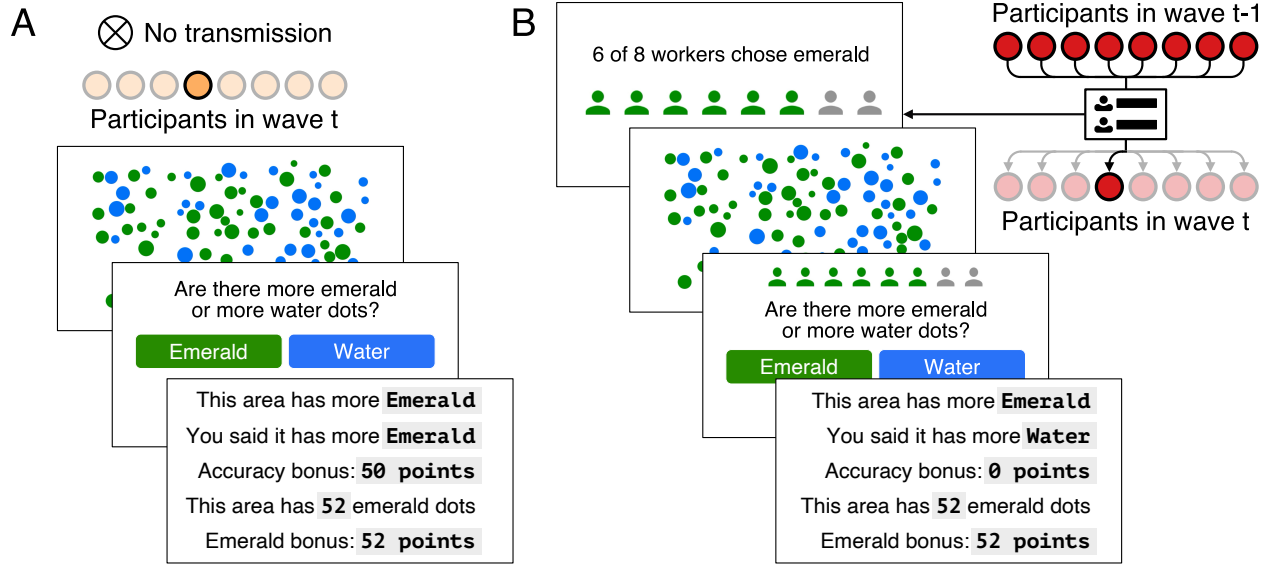 A
No transmission
Participants in wave t
Are there more emerald
or more water dots?
Emerald
Water
This area has more Emerald
You said it has more Emerald
Accuracy bonus: 50 points
This area has 52 emerald dots
Emerald bonus: 52 points
B
6 of 8 workers chose emerald
Participants in wave t-1
Participants in wave t
Are there more emerald
or more water dots?
Emerald
Water
This area has more Emerald
You said it has more Water
Accuracy bonus: 0 points
This area has 52 emerald dots
Emerald bonus: 52 points